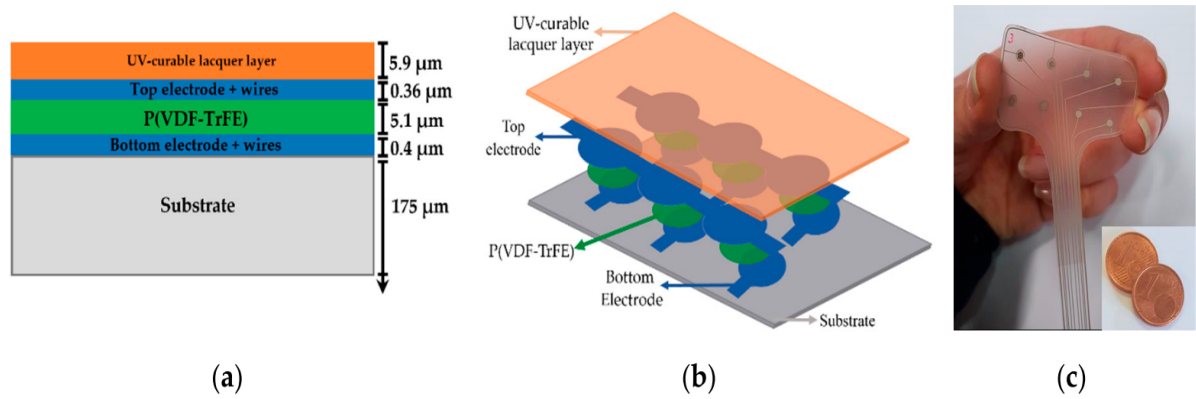 UV-curable lacquer layer
5.9 µm
Top electrode + wires
0.36 µm
P(VDF-TrFE)
5.1 µm
Bottom electrode + wires
0.4 µm
Substrate
175 µm
(a)
UV-curable
lacquer layer
Top
electrode
P(VDF-TrFE)
Bottom
Electrode
Substrate
(b)
3
1
(c)